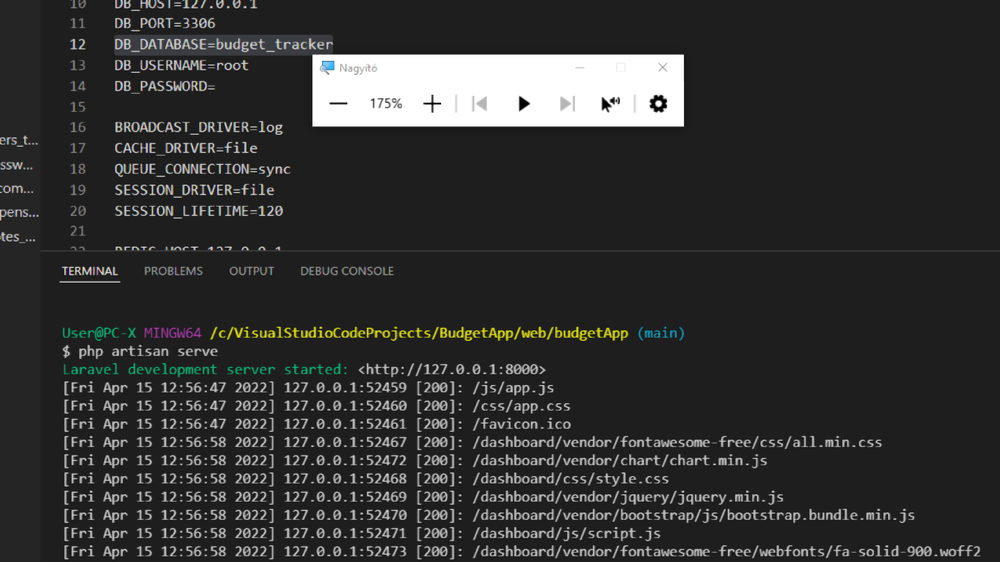 10 DB_HOST=127.0.0.1
11 DB_PORT=3306
12 DB_DATABASE=budget_tracker
13 DB_USERNAME=root
14 DB_PASSWORD=
15
16 BROADCAST_DRIVER=log
17 CACHE_DRIVER=file
18 QUEUE_CONNECTION=sync
19 SESSION_DRIVER=file
20 SESSION_LIFETIME=120
21
22 REDIS_HOST=127.0.0.1
Nagyító
175%
ers_t...
ssw...
com...
pens...
tes_...
TERMINAL PROBLEMS OUTPUT DEBUG CONSOLE
User@PC-X MINGW64 /c/VisualStudioCodeProjects/BudgetApp/web/budgetApp (main)
$ php artisan serve
Laravel development server started: <http://127.0.0.1:8000>
[Fri Apr 15 12:56:47 2022] 127.0.0.1:52459 [200]: /js/app.js
[Fri Apr 15 12:56:47 2022] 127.0.0.1:52460 [200]: /css/app.css
[Fri Apr 15 12:56:47 2022] 127.0.0.1:52461 [200]: /favicon.ico
[Fri Apr 15 12:56:58 2022] 127.0.0.1:52467 [200]: /dashboard/vendor/fontawesome-free/css/all.min.css
[Fri Apr 15 12:56:58 2022] 127.0.0.1:52472 [200]: /dashboard/vendor/chart/chart.min.js
[Fri Apr 15 12:56:58 2022] 127.0.0.1:52468 [200]: /dashboard/css/style.css
[Fri Apr 15 12:56:58 2022] 127.0.0.1:52469 [200]: /dashboard/vendor/jquery/jquery.min.js
[Fri Apr 15 12:56:58 2022] 127.0.0.1:52470 [200]: /dashboard/vendor/bootstrap/js/bootstrap.bundle.min.js
[Fri Apr 15 12:56:58 2022] 127.0.0.1:52471 [200]: /dashboard/js/script.js
[Fri Apr 15 12:56:58 2022] 127.0.0.1:52473 [200]: /dashboard/vendor/fontawesome-free/webfonts/fa-solid-900.woff2